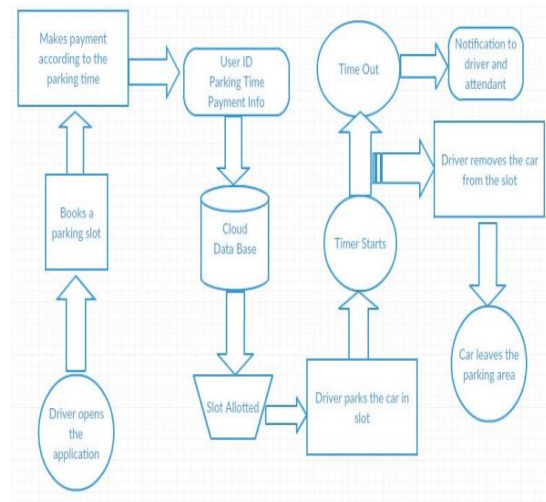 Makes payment
according to the
parking time
User ID
Parking Time
Payment Info
Time Out
Notification to
driver and
attendant
Books a
parking slot
Cloud
Data Base
Timer Starts
Driver removes the car
from the slot
Driver opens
the
application
Slot Allotted
Driver parks the car in
slot
Car leaves the
parking area